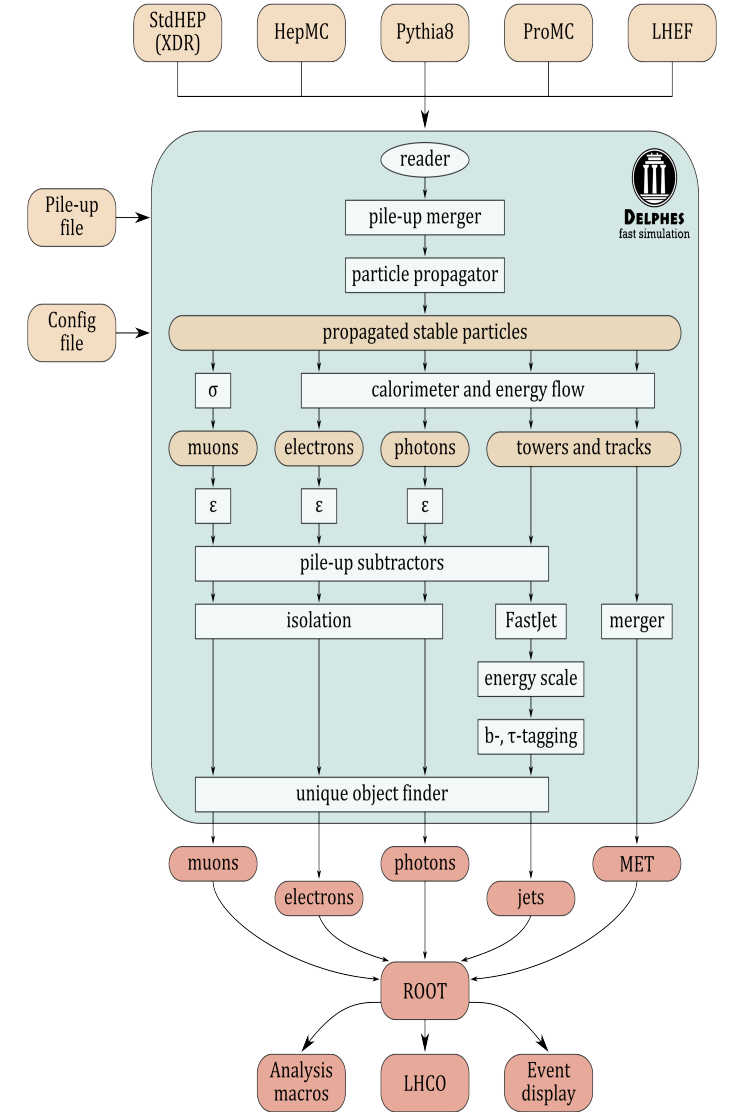 StdHEP
(XDR)
HepMC
Pythia8
ProMC
LHEF
reader
DELPHES
fast simulation
Pile-up
file
pile-up merger
particle propagator
Config
file
propagated stable particles
σ
calorimeter and energy flow
muons
electrons
photons
towers and tracks
ε
ε
ε
pile-up subtractors
isolation
FastJet
merger
energy scale
b-, τ-tagging
unique object finder
muons
electrons
photons
jets
MET
ROOT
Analysis
macros
LHCO
Event
display